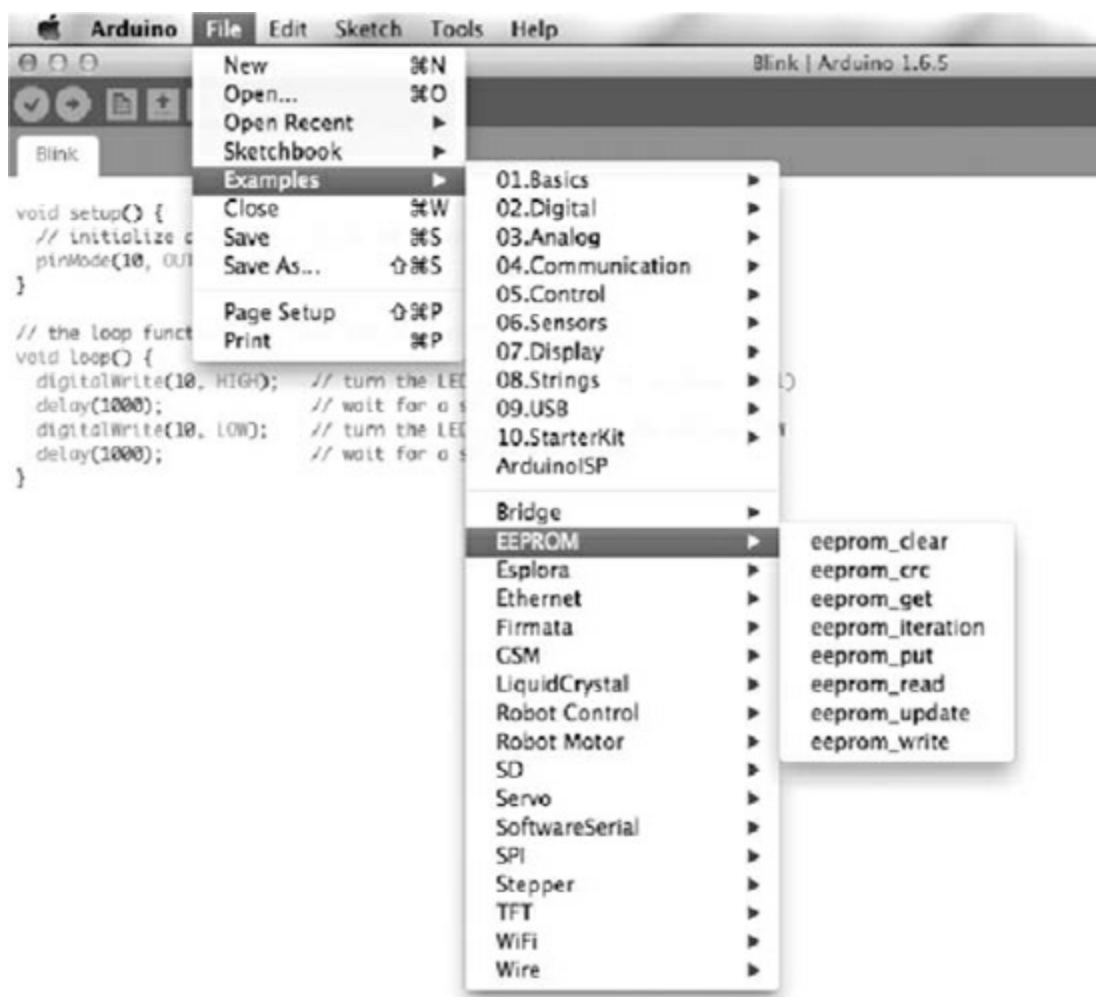 Arduino File Edit Sketch Tools Help
Blink | Arduino 1.6.5
Blink
New ⌘N
Open... ⌘O
Open Recent ▶
Sketchbook ▶
Examples ▶
Close ⌘W
Save ⌘S
Save As... ⇧⌘S
Page Setup ⇧⌘P
Print ⌘P
void setup() {
// initialize
pinMode(10,
}
// the loop
void loop() {
digitalWrite(10, HIGH); // turn the LED
delay(1000); // wait for a s
digitalWrite(10, LOW); // turn the LED
delay(1000); // wait for a s
}
01.Basics ▶
02.Digital ▶
03.Analog ▶
04.Communication ▶
05.Control ▶
06.Sensors ▶
07.Display ▶
08.Strings ▶
09.USB ▶
10.StarterKit ▶
ArduinoISP
Bridge ▶
EEPROM ▶
Esplora ▶
Ethernet ▶
Firmata ▶
GSM ▶
LiquidCrystal ▶
Robot Control ▶
Robot Motor ▶
SD ▶
Servo ▶
SoftwareSerial ▶
SPI ▶
Stepper ▶
TFT ▶
WiFi ▶
Wire ▶
eeprom_clear
eeprom_crc
eeprom_get
eeprom_iteration
eeprom_put
eeprom_read
eeprom_update
eeprom_write